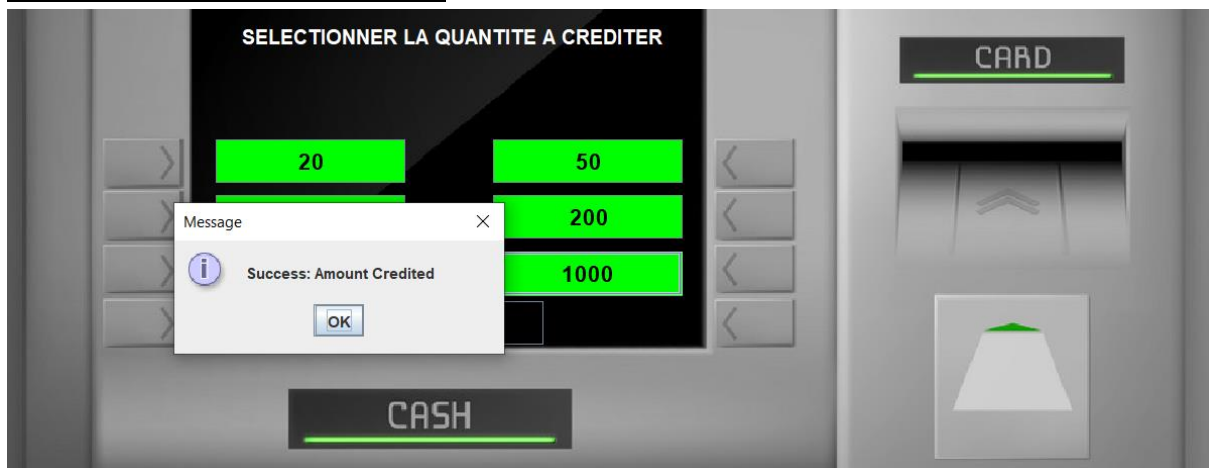 SELECTIONNER LA QUANTITE A CREDITER
CARD
20
50
200
Message
Success: Amount Credited
1000
OK
CASH